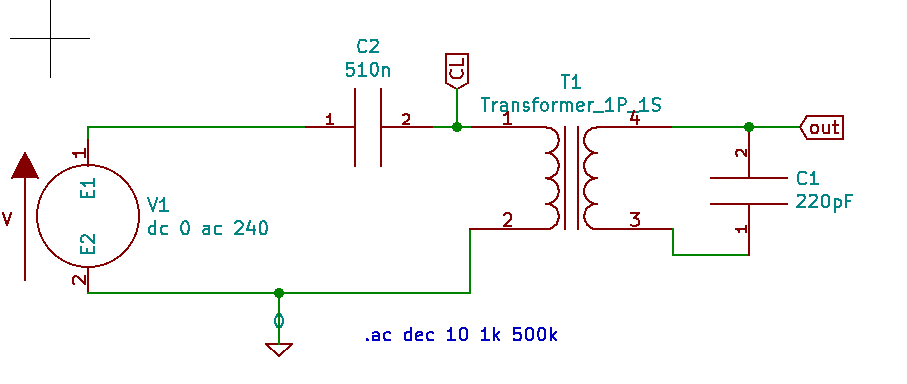 C2
510n
1
2
CL
T1
Transformer_1P_1S
1
4
out
2
C1
220pF
1
V
1
E1
E2
2
V1
dc 0 ac 240
2
3
0
.ac dec 10 1k 500k